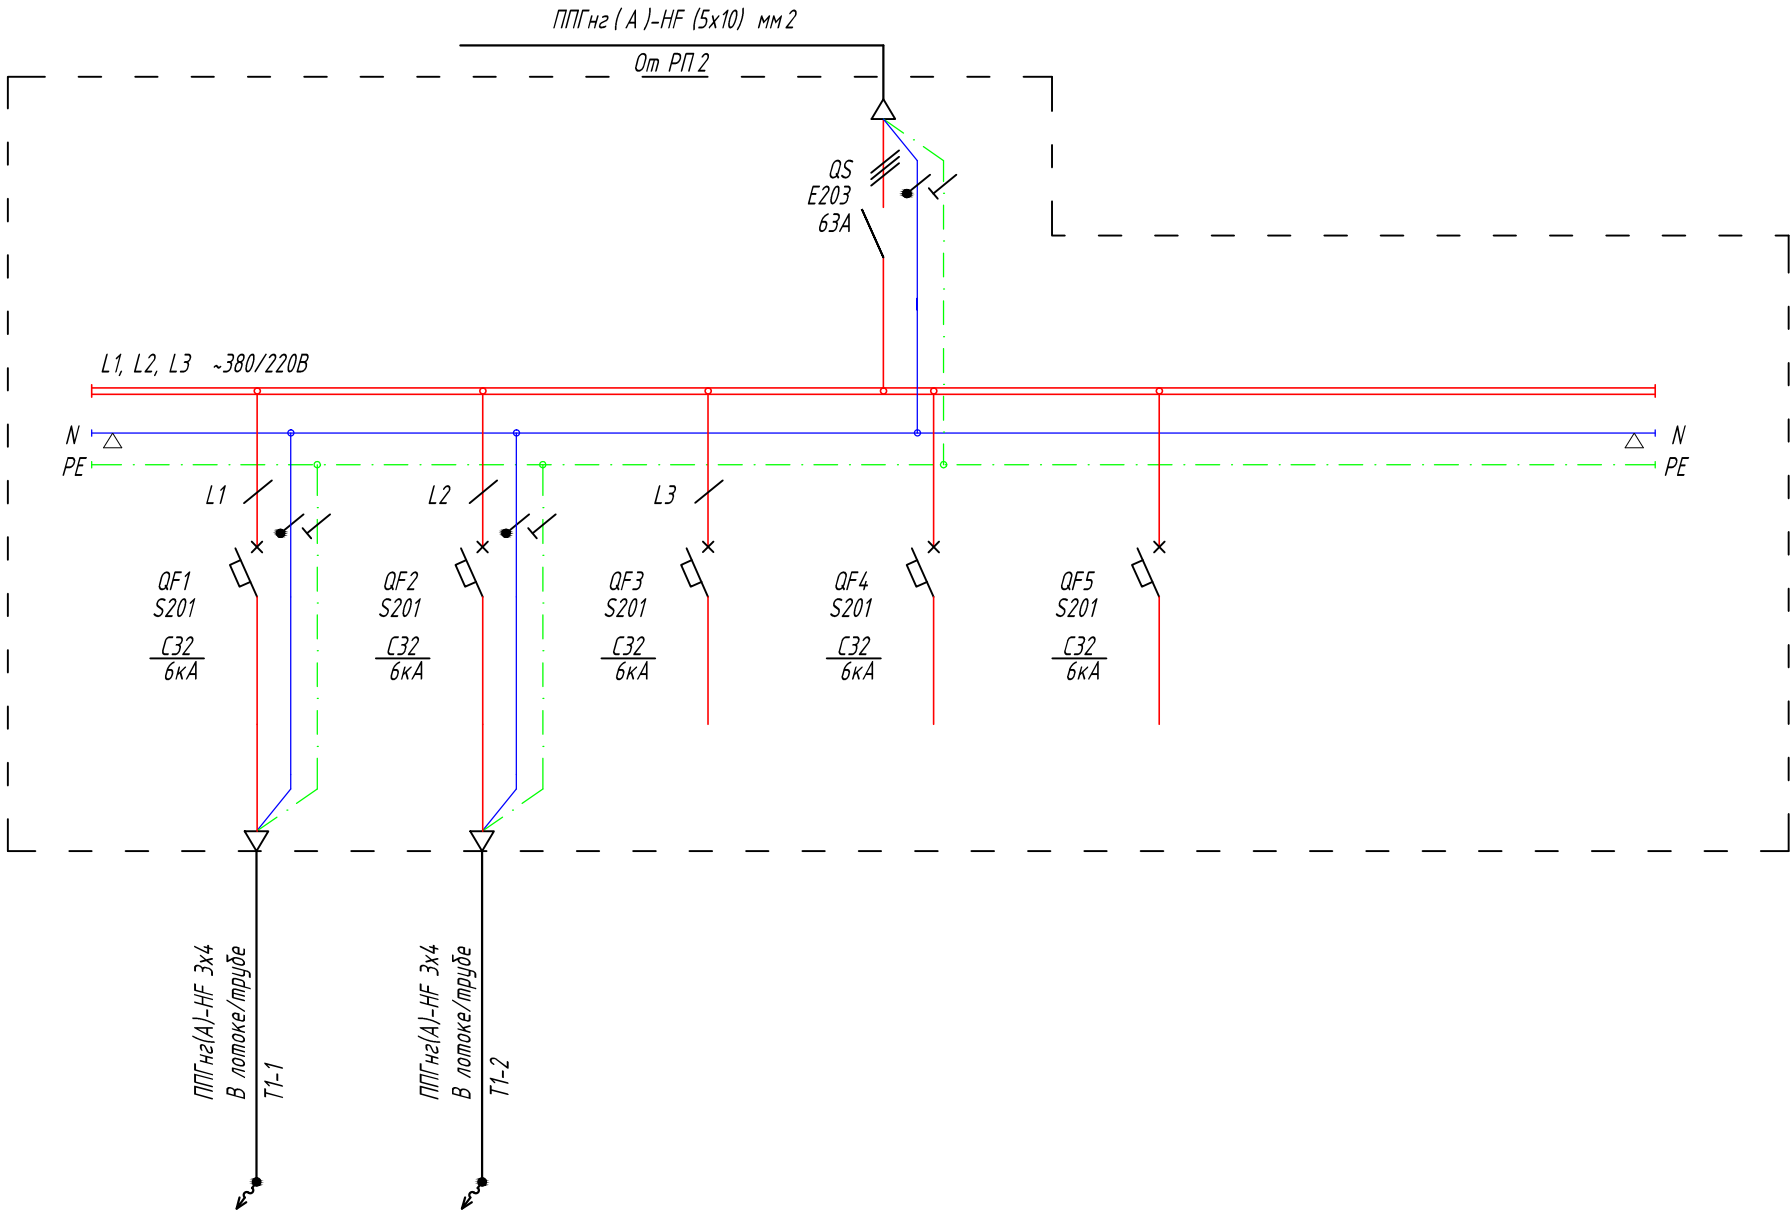 ППГнг ( А )-HF (5х10) мм2
От РП 2
QS
E203
63А
L1, L2, L3 ~380/220В
N
N
PE
PE
L1
L2
L3
QF1
S201
C32
6кА
QF2
S201
C32
6кА
QF3
S201
C32
6кА
QF4
S201
C32
6кА
QF5
S201
C32
6кА
ППГнг(А)-HF 3х4
В лотоке/трубе
Т1-1
ППГнг(А)-HF 3х4
В лотоке/трубе
Т1-2